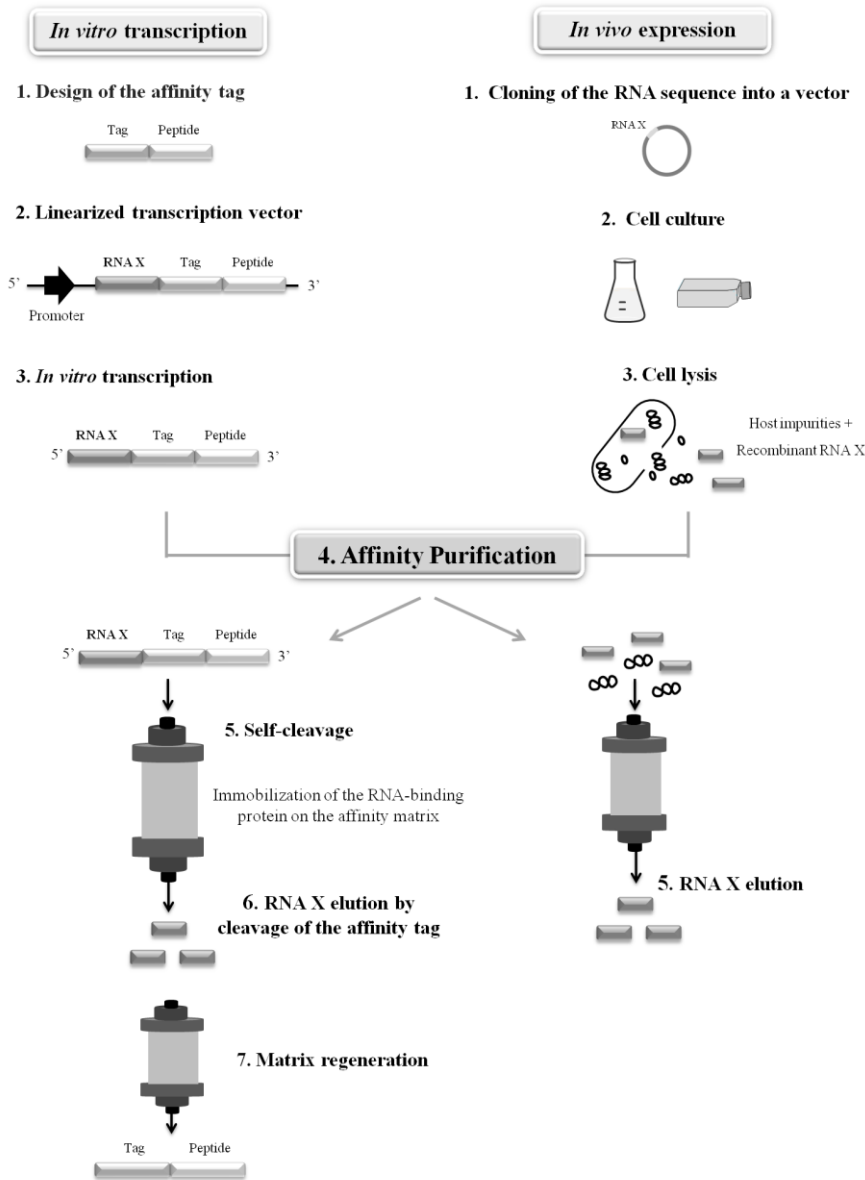 In vitro transcription
1. Design of the affinity tag
Tag Peptide
2. Linearized transcription vector
RNA X Tag Peptide
5’ 3’
Promoter
3. In vitro transcription
RNA X Tag Peptide
5’ 3’
In vivo expression
1. Cloning of the RNA sequence into a vector
RNA X
2. Cell culture
3. Cell lysis
Host impurities +
Recombinant RNA X
4. Affinity Purification
RNA X Tag Peptide
5’ 3’
5. Self-cleavage
Immobilization of the RNA-binding
protein on the affinity matrix
6. RNA X elution by
cleavage of the affinity tag
7. Matrix regeneration
Tag Peptide
5. RNA X elution